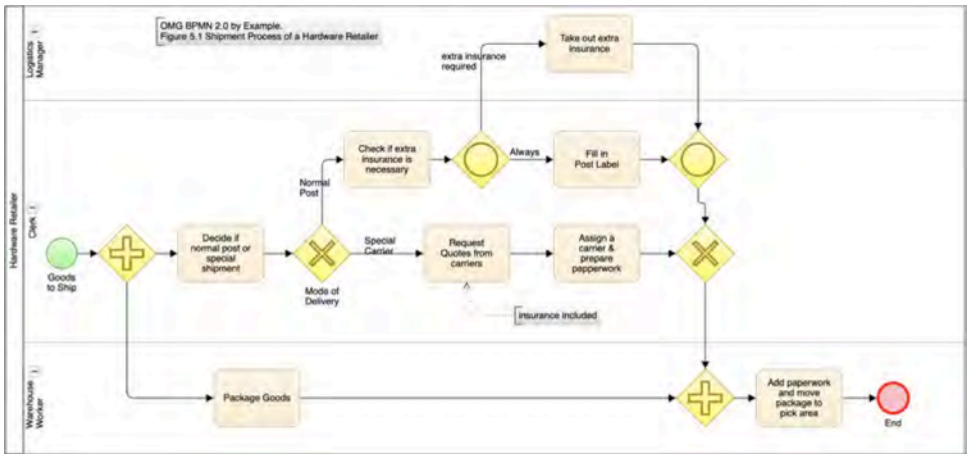 OMG BPMN 2.0 by Example.
Figure 5.1 Shipment Process of a Hardware Retailer
Hardware Retailer
Logistics
Manager
extra insurance
required
Take out extra
insurance
Clerk
Check if extra
insurance is
necessary
Always
Fill in
Post Label
Normal
Post
Goods
to Ship
Decide if
normal post or
special
shipment
Mode of
Delivery
Special
Carrier
Request
Quotes from
carriers
Assign a
carrier &
prepare
papperwork
insurance included
Warehouse
Worker
Package Goods
Add paperwork
and move
package to
pick area
End